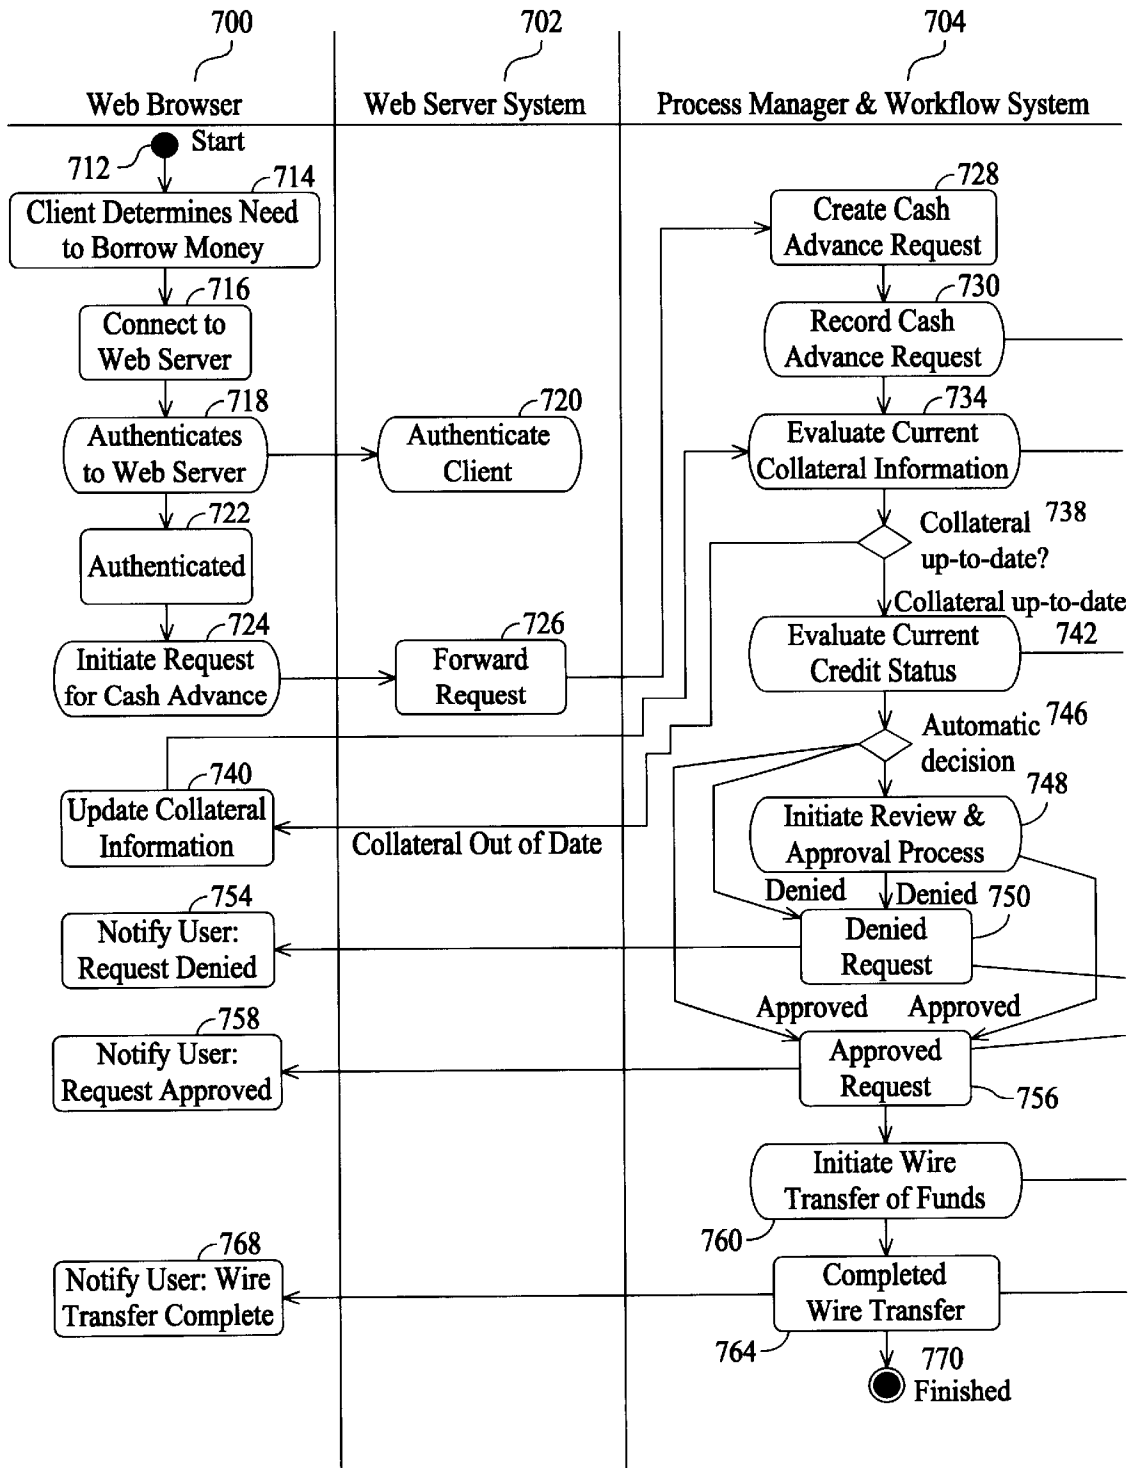 700
702
704
Web Browser
Web Server System
Process Manager & Workflow System
712
Start
714
Client Determines Need
to Borrow Money
716
Connect to
Web Server
718
Authenticates
to Web Server
720
Authenticate
Client
722
Authenticated
724
Initiate Request
for Cash Advance
726
Forward
Request
728
Create Cash
Advance Request
730
Record Cash
Advance Request
734
Evaluate Current
Collateral Information
Collateral
up-to-date?
738
Collateral up-to-date
Evaluate Current
Credit Status
742
Automatic
decision
746
740
Update Collateral
Information
Collateral Out of Date
748
Initiate Review &
Approval Process
Denied
Denied
750
Denied
Request
754
Notify User:
Request Denied
Approved
Approved
758
Notify User:
Request Approved
Approved
Request
756
Initiate Wire
Transfer of Funds
760
768
Notify User: Wire
Transfer Complete
Completed
Wire Transfer
764
770
Finished